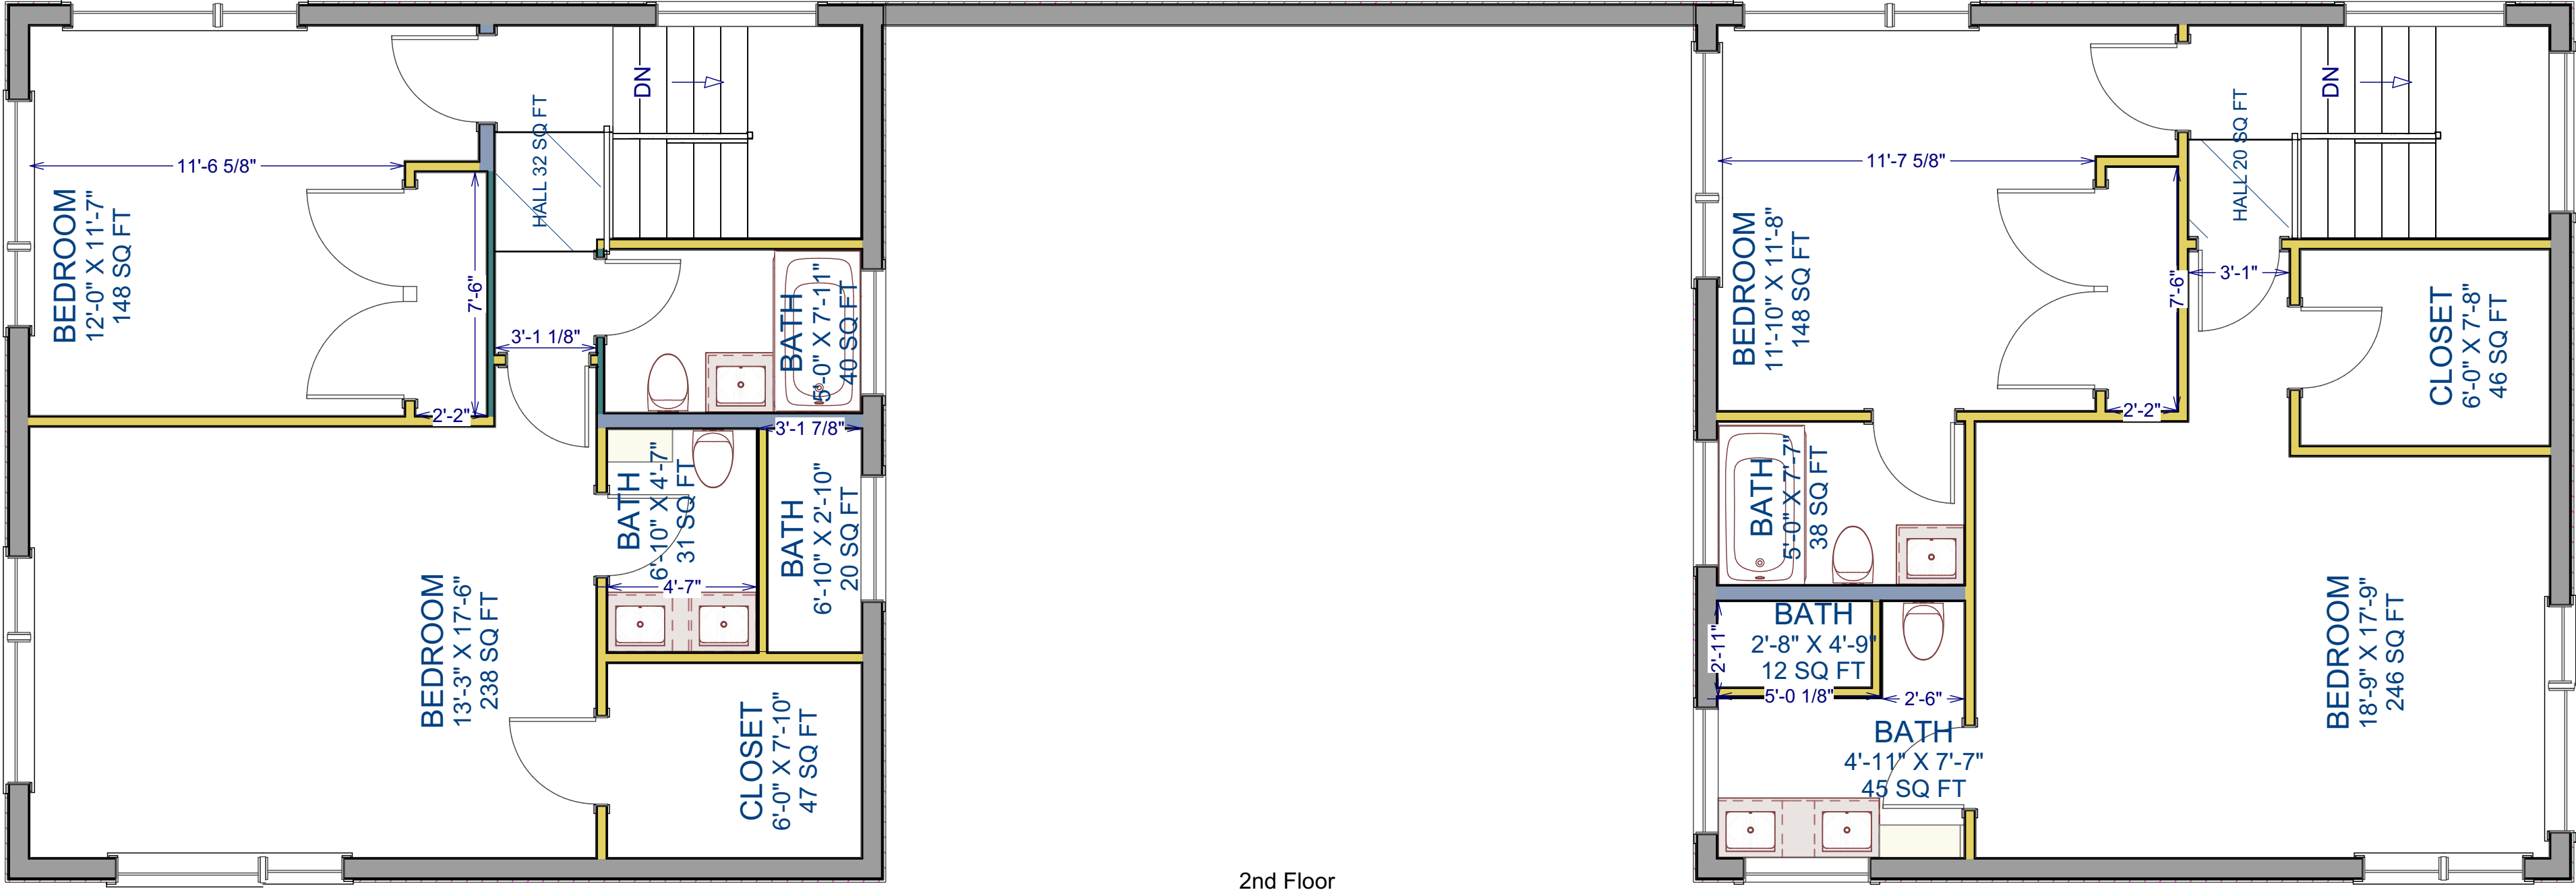 DN
HALL 32 SQ FT
11'-6 5/8"
BEDROOM
12'-0" X 11'-7"
148 SQ FT
7'-6"
3'-1 1/8"
2'-2"
BATH
5'-0" X 7'-11"
40 SQ FT
3'-1 7/8"
BATH
6'-10" X 4'-7"
31 SQ FT
4'-7"
BATH
6'-10" X 2'-10"
20 SQ FT
BEDROOM
13'-3" X 17'-6"
238 SQ FT
CLOSET
6'-0" X 7'-10"
47 SQ FT
DN
HALL 20 SQ FT
11'-7 5/8"
BEDROOM
11'-10" X 11'-8"
148 SQ FT
7'-6"
3'-1"
2'-2"
CLOSET
6'-0" X 7'-8"
46 SQ FT
BATH
5'-0" X 7'-7"
38 SQ FT
BATH
2'-8" X 4'-9"
12 SQ FT
2'-11"
5'-0 1/8"
2'-6"
BATH
4'-11" X 7'-7"
45 SQ FT
BEDROOM
18'-9" X 17'-9"
246 SQ FT
2nd Floor